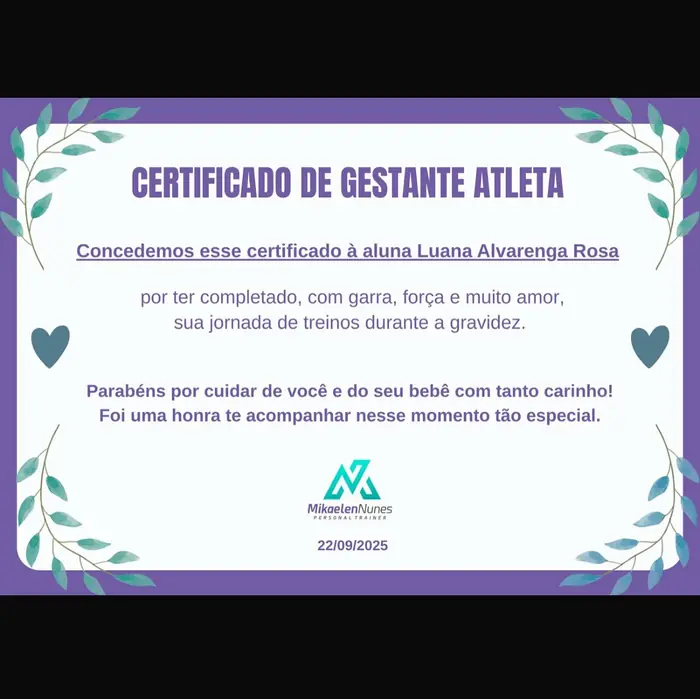 CERTIFICADO DE GESTANTE ATLETA
Concedemos esse certificado à aluna Luana Alvarenga Rosa
por ter completado, com garra, força e muito amor,
sua jornada de treinos durante a gravidez.
Parabéns por cuidar de você e do seu bebê com tanto carinho!
Foi uma honra te acompanhar nesse momento tão especial.
MikaelenNunes
PERSONAL TRAINER
22/09/2025